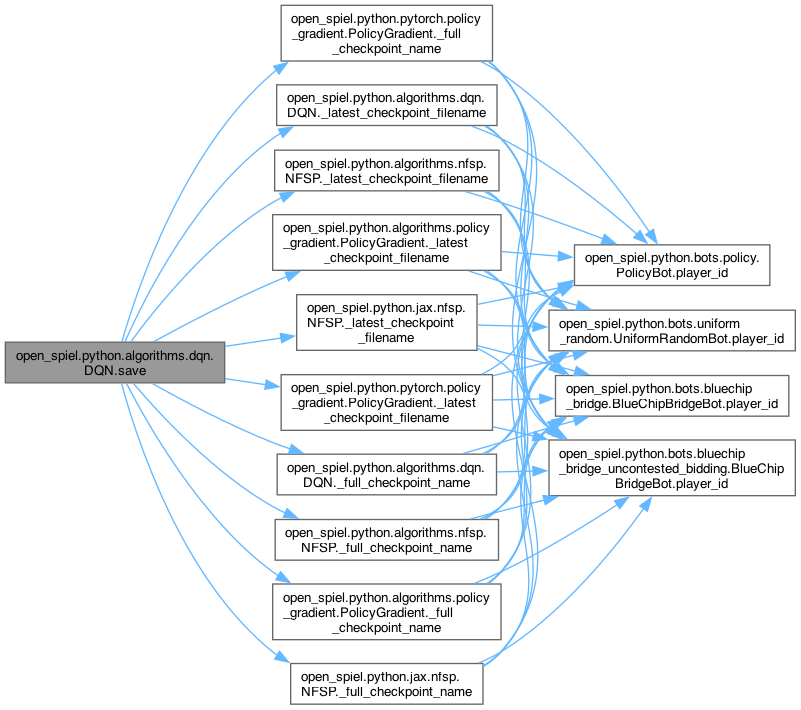 open_spiel.python.algorithms.dqn.
DQN.save
open_spiel.python.pytorch.policy
_gradient.PolicyGradient._full
_checkpoint_name
open_spiel.python.algorithms.dqn.
DQN._latest_checkpoint_filename
open_spiel.python.algorithms.nfsp.
NFSP._latest_checkpoint_filename
open_spiel.python.algorithms.policy
_gradient.PolicyGradient._latest
_checkpoint_filename
open_spiel.python.jax.nfsp.
NFSP._latest_checkpoint
_filename
open_spiel.python.pytorch.policy
_gradient.PolicyGradient._latest
_checkpoint_filename
open_spiel.python.algorithms.dqn.
DQN._full_checkpoint_name
open_spiel.python.algorithms.nfsp.
NFSP._full_checkpoint_name
open_spiel.python.algorithms.policy
_gradient.PolicyGradient._full
_checkpoint_name
open_spiel.python.jax.nfsp.
NFSP._full_checkpoint_name
open_spiel.python.bots.policy.
PolicyBot.player_id
open_spiel.python.bots.uniform
_random.UniformRandomBot.player_id
open_spiel.python.bots.bluechip
_bridge.BlueChipBridgeBot.player_id
open_spiel.python.bots.bluechip
_bridge_uncontested_bidding.BlueChip
BridgeBot.player_id